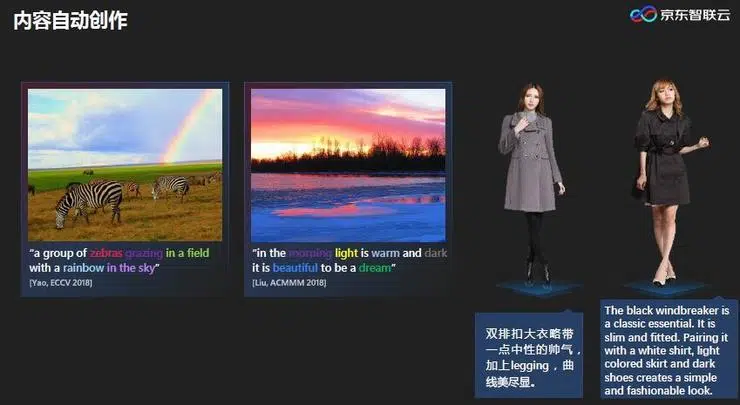 内容自动创作
京东智联云
“a group of zebras grazing in a field
with a rainbow in the sky”
[Yao, ECCV 2018]
“in the morning light is warm and dark
it is beautiful to be a dream”
[Liu, ACMMM 2018]
双排扣大衣略带
一点中性的帅气，
加上legging，曲
线美尽显。
The black windbreaker is
a classic essential. It is
slim and fitted. Pairing it
with a white shirt, light
colored skirt and dark
shoes creates a simple
and fashionable look.